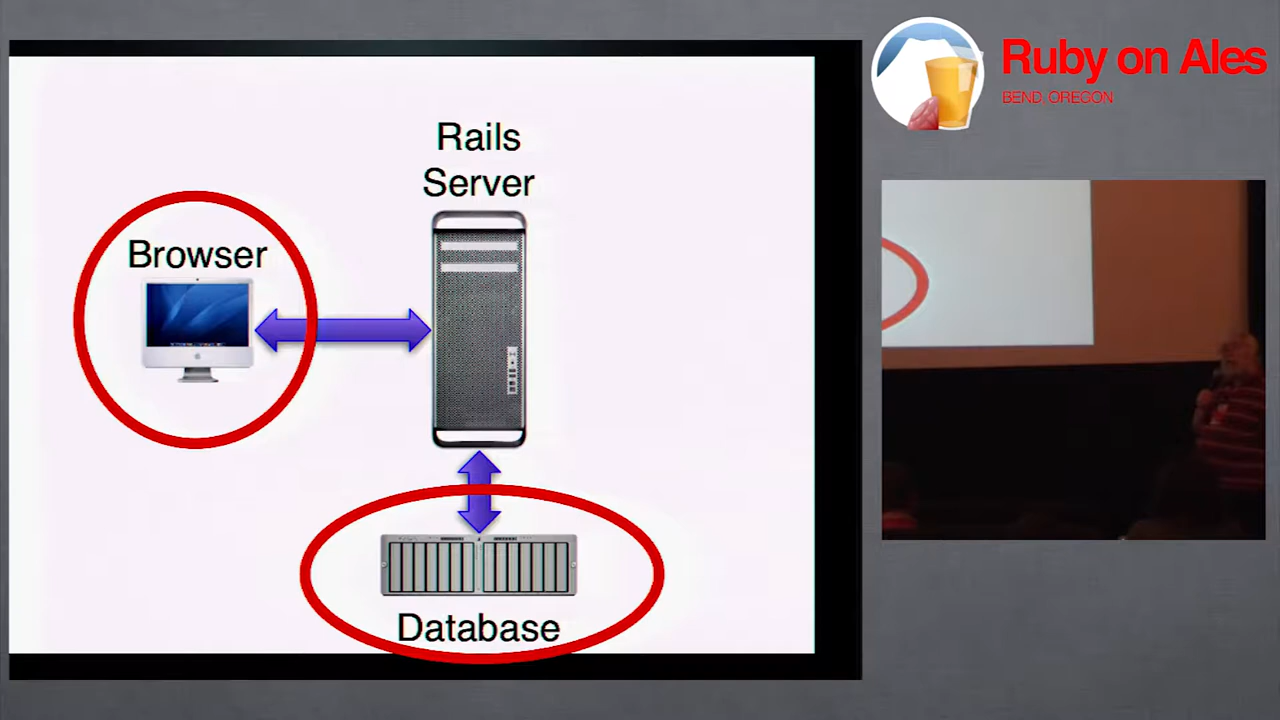 Ruby on Ales
BEND, OREGON
Rails
Server
Browser
Database